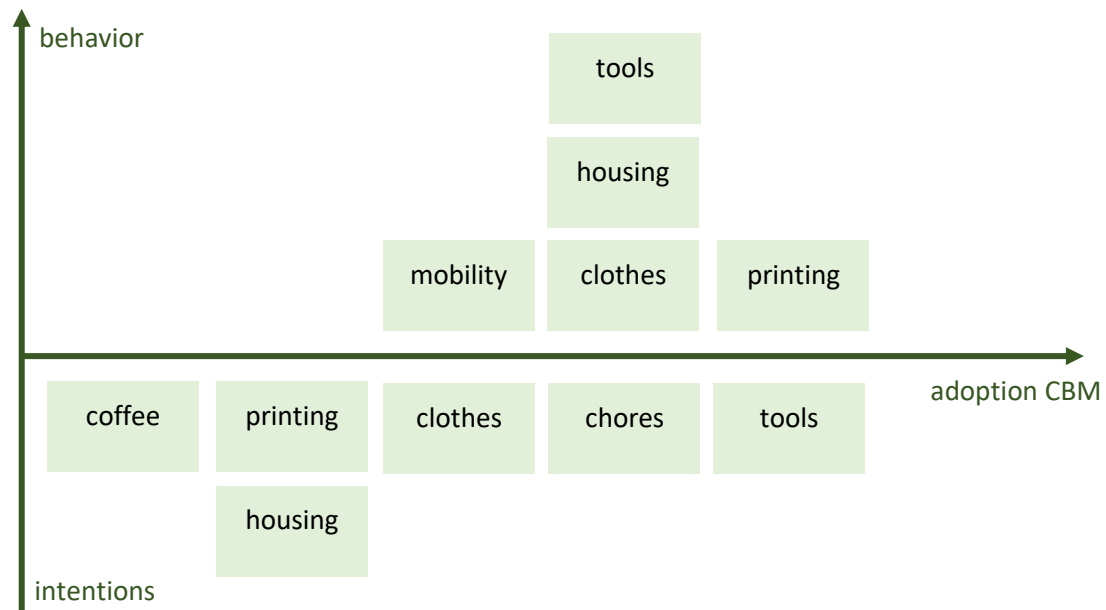 behavior
tools
housing
mobility
clothes
printing
adoption CBM
coffee
printing
clothes
chores
tools
housing
intentions